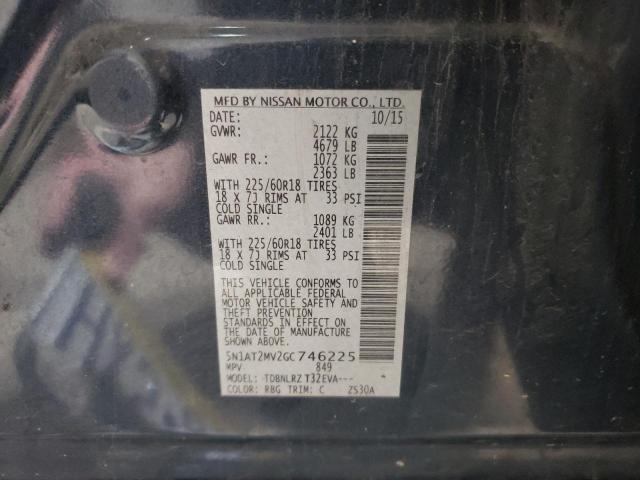 MFD BY NISSAN MOTOR CO., LTD.
DATE: 10/15
GVWR: 2122 KG
4679 LB
GAWR FR.: 1072 KG
2363 LB
WITH 225/60R18 TIRES
18 X 7J RIMS AT 33 PSI
COLD SINGLE
GAWR RR.: 1089 KG
2401 LB
WITH 225/60R18 TIRES
18 X 7J RIMS AT 33 PSI
COLD SINGLE
THIS VEHICLE CONFORMS TO
ALL APPLICABLE FEDERAL
MOTOR VEHICLE SAFETY
AND THEFT PREVENTION
STANDARDS IN EFFECT ON
THE DATE OF MANUFACTURE
SHOWN ABOVE.
5N1AT2MV2GC746225
MPV 849
MODEL: TDBNLRZ T32EVA---
COLOR: RBG TRIM: C ZS30A